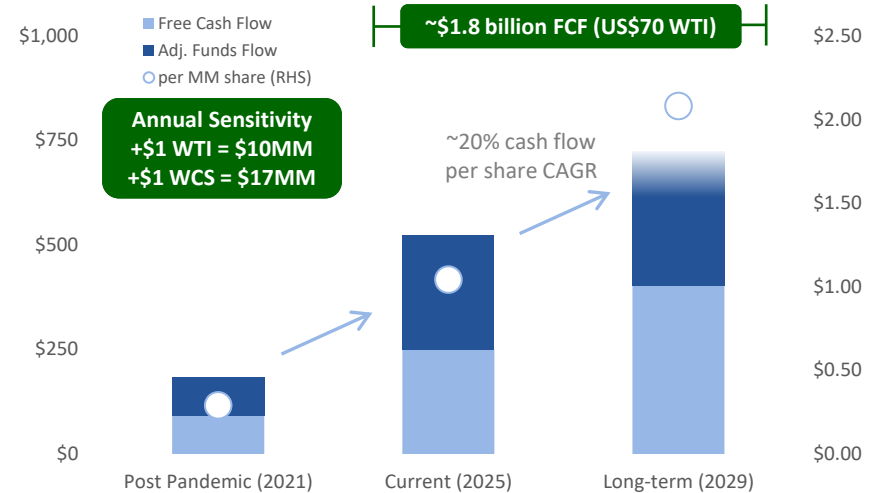 Free Cash Flow
Adj. Funds Flow
per MM share (RHS)
~$1.8 billion FCF (US$70 WTI)
Annual Sensitivity
+$1 WTI = $10MM
+$1 WCS = $17MM
~20% cash flow
per share CAGR
$1,000
$750
$500
$250
$0
$2.50
$2.00
$1.50
$1.00
$0.50
$0.00
Post Pandemic (2021)
Current (2025)
Long-term (2029)